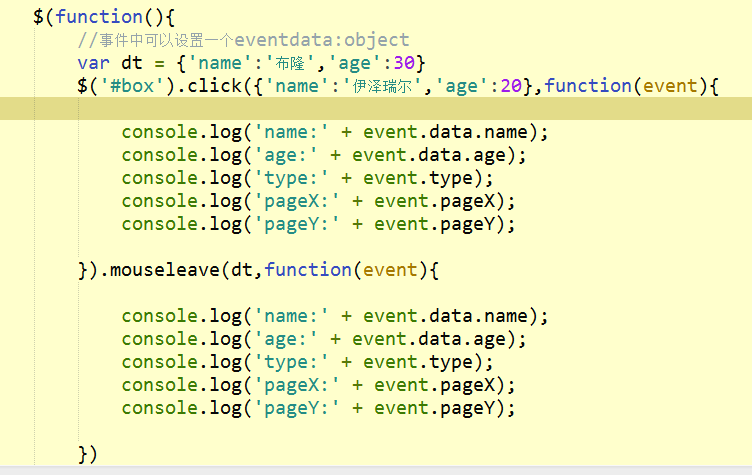 $(function(){
//事件中可以设置一个eventdata:object
var dt = {'name':'布隆','age':30}
$('#box').click({'name':'伊泽瑞尔','age':20},function(event){
console.log('name:' + event.data.name);
console.log('age:' + event.data.age);
console.log('type:' + event.type);
console.log('pageX:' + event.pageX);
console.log('pageY:' + event.pageY);
}).mouseleave(dt,function(event){
console.log('name:' + event.data.name);
console.log('age:' + event.data.age);
console.log('type:' + event.type);
console.log('pageX:' + event.pageX);
console.log('pageY:' + event.pageY);
})